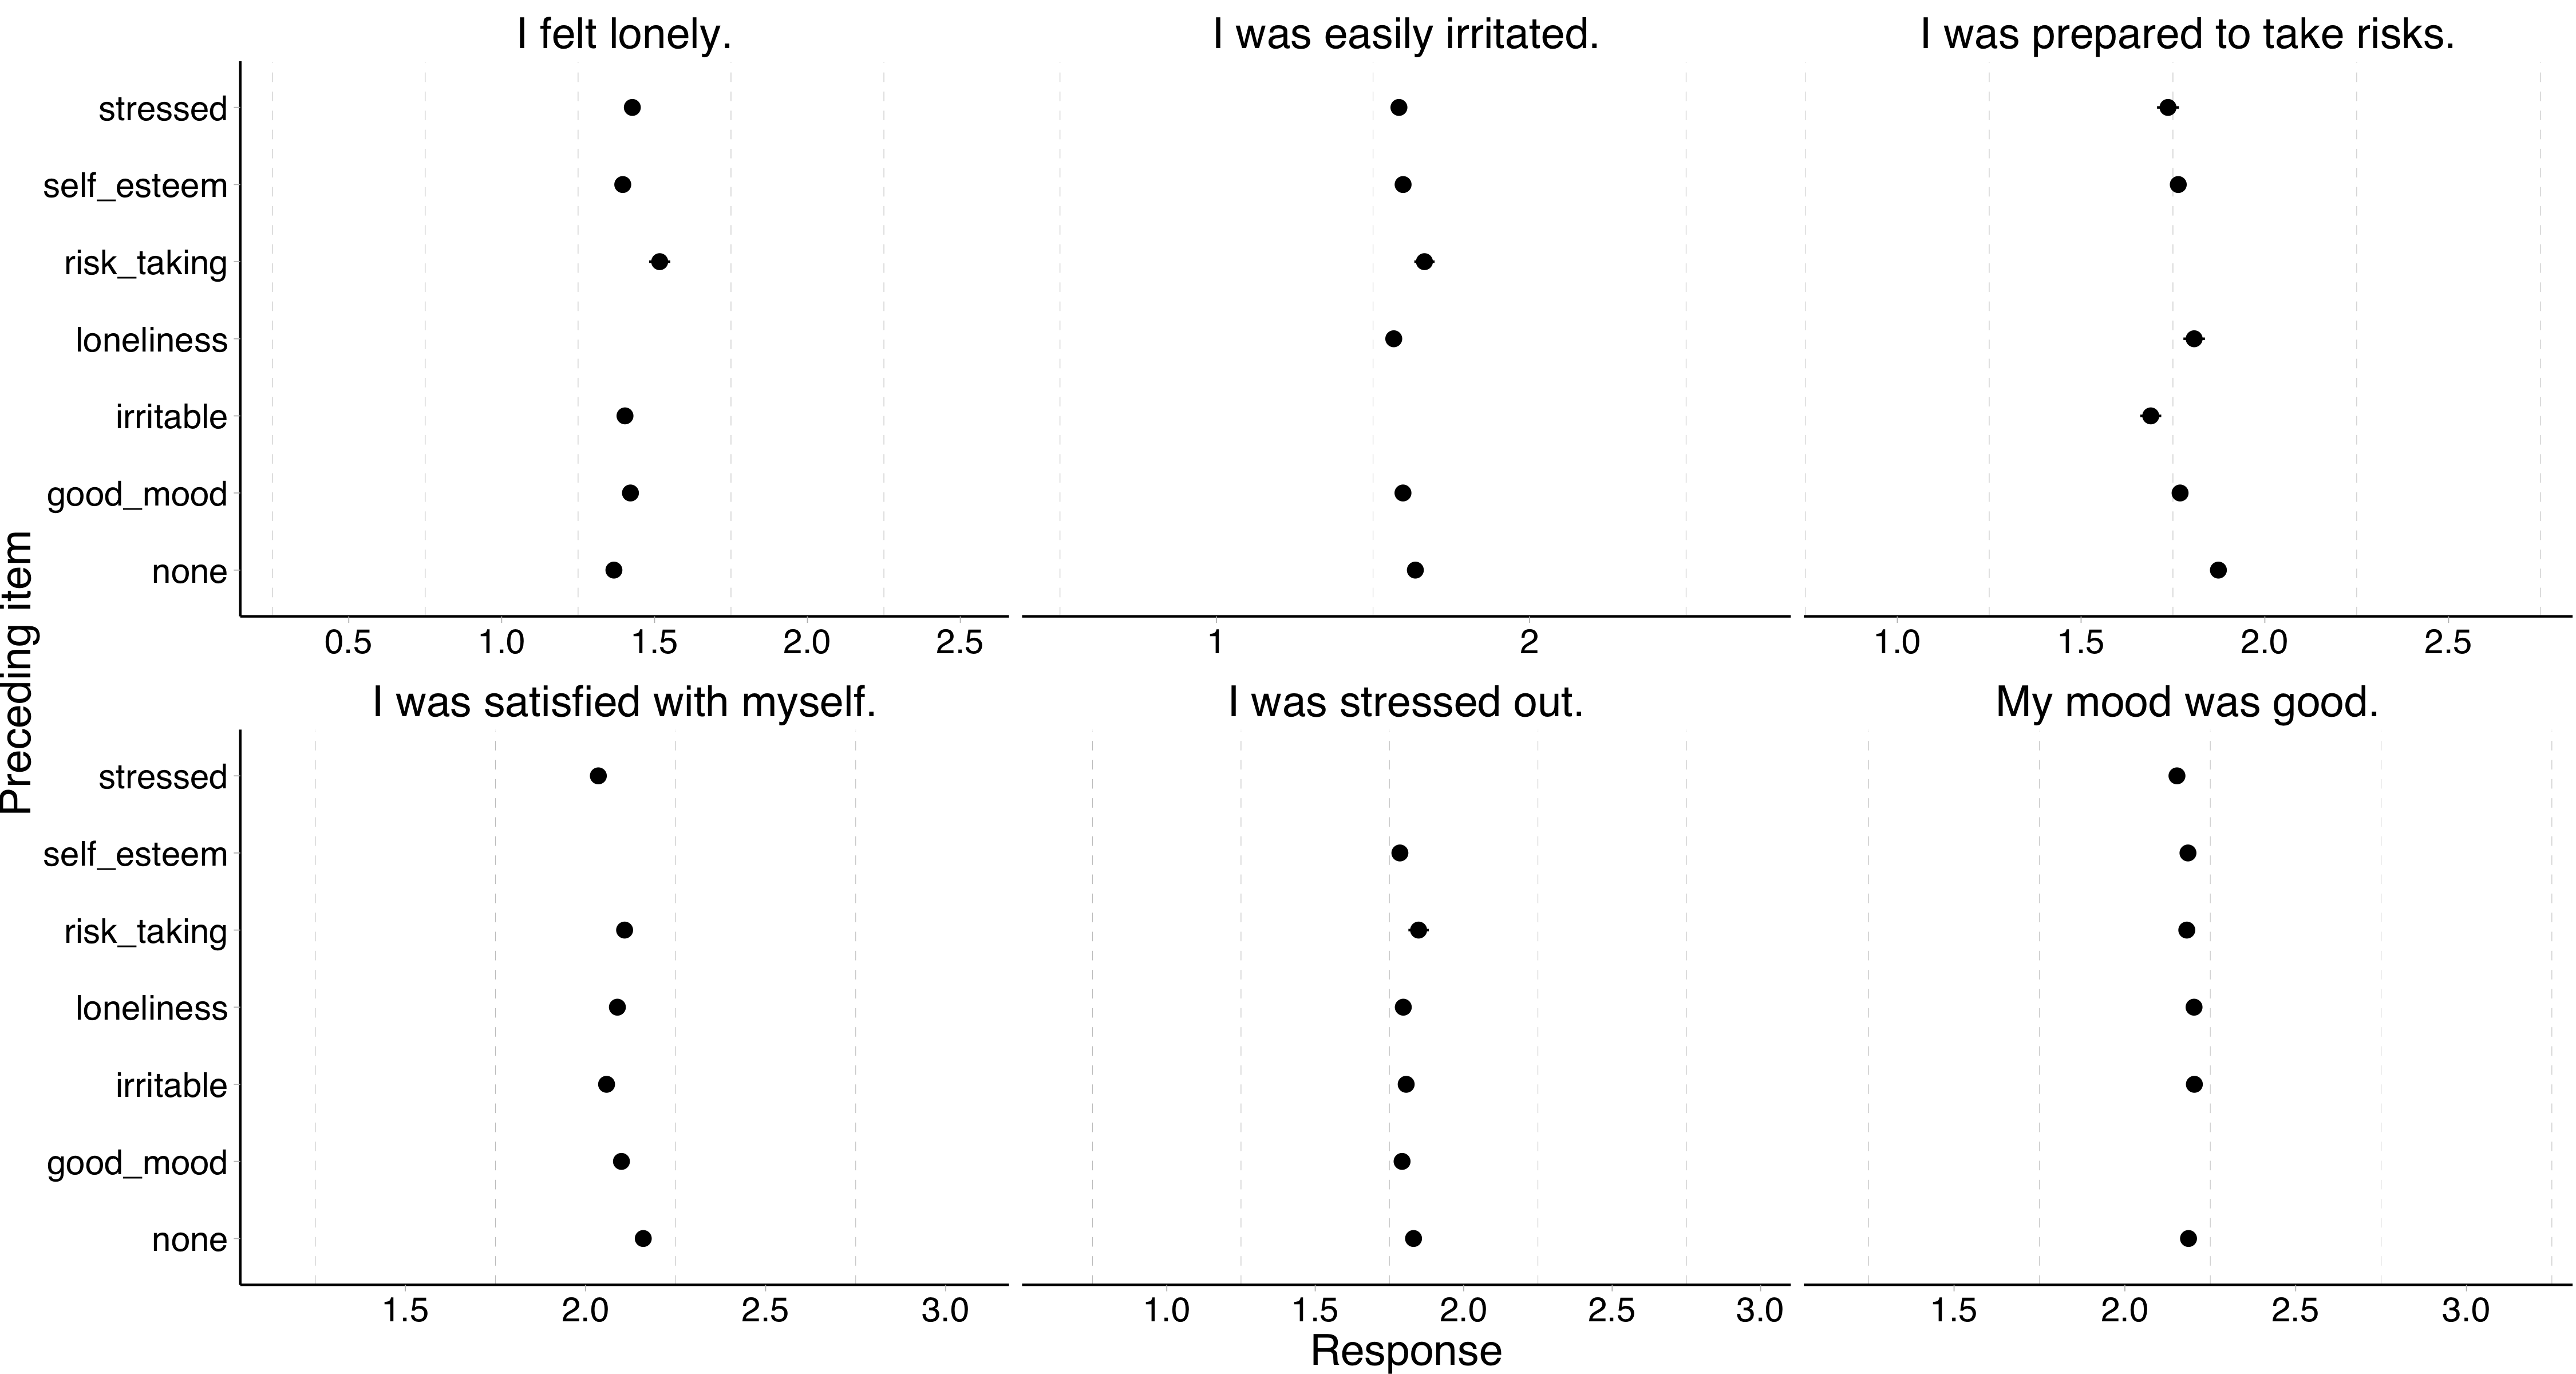 I felt lonely.
I was easily irritated.
I was prepared to take risks.
stressed
self_esteem
risk_taking
loneliness
irritable
good_mood
none
0.5 1.0 1.5 2.0 2.5
1 2
1.0 1.5 2.0 2.5
Preceding item
I was satisfied with myself.
I was stressed out.
My mood was good.
stressed
self_esteem
risk_taking
loneliness
irritable
good_mood
none
1.5 2.0 2.5 3.0
1.0 1.5 2.0 2.5 3.0
1.5 2.0 2.5 3.0
Response